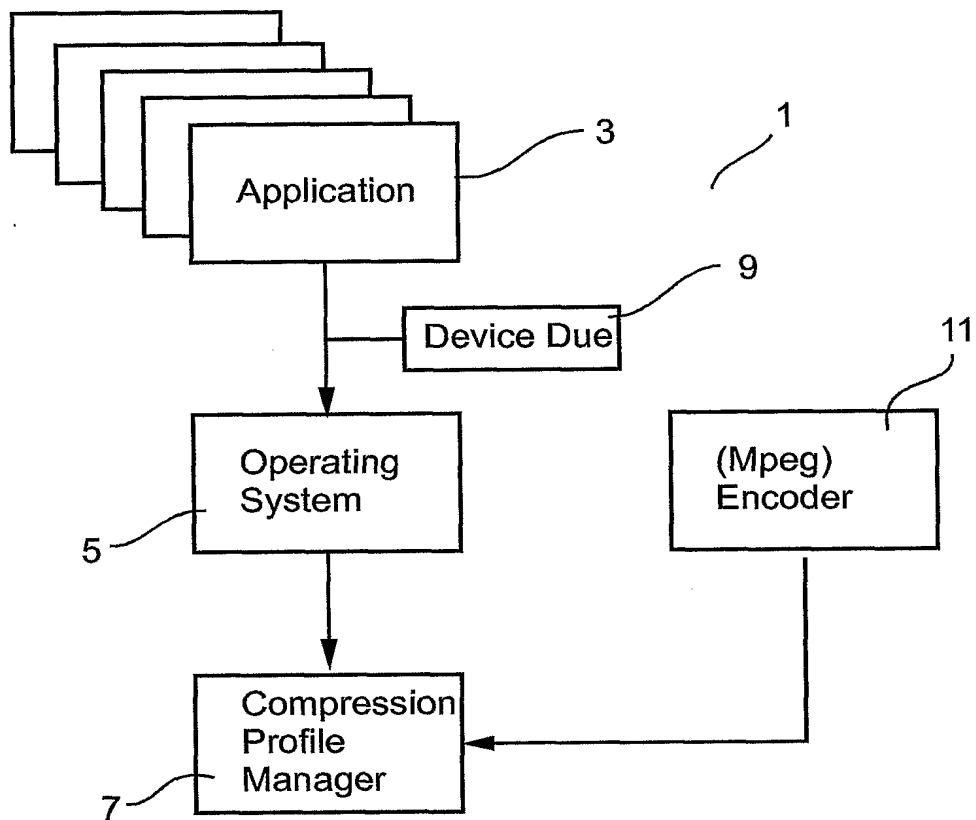 3
1
Application
9
Device Due
11
Operating
System
(Mpeg)
Encoder
5
Compression
Profile
Manager
7